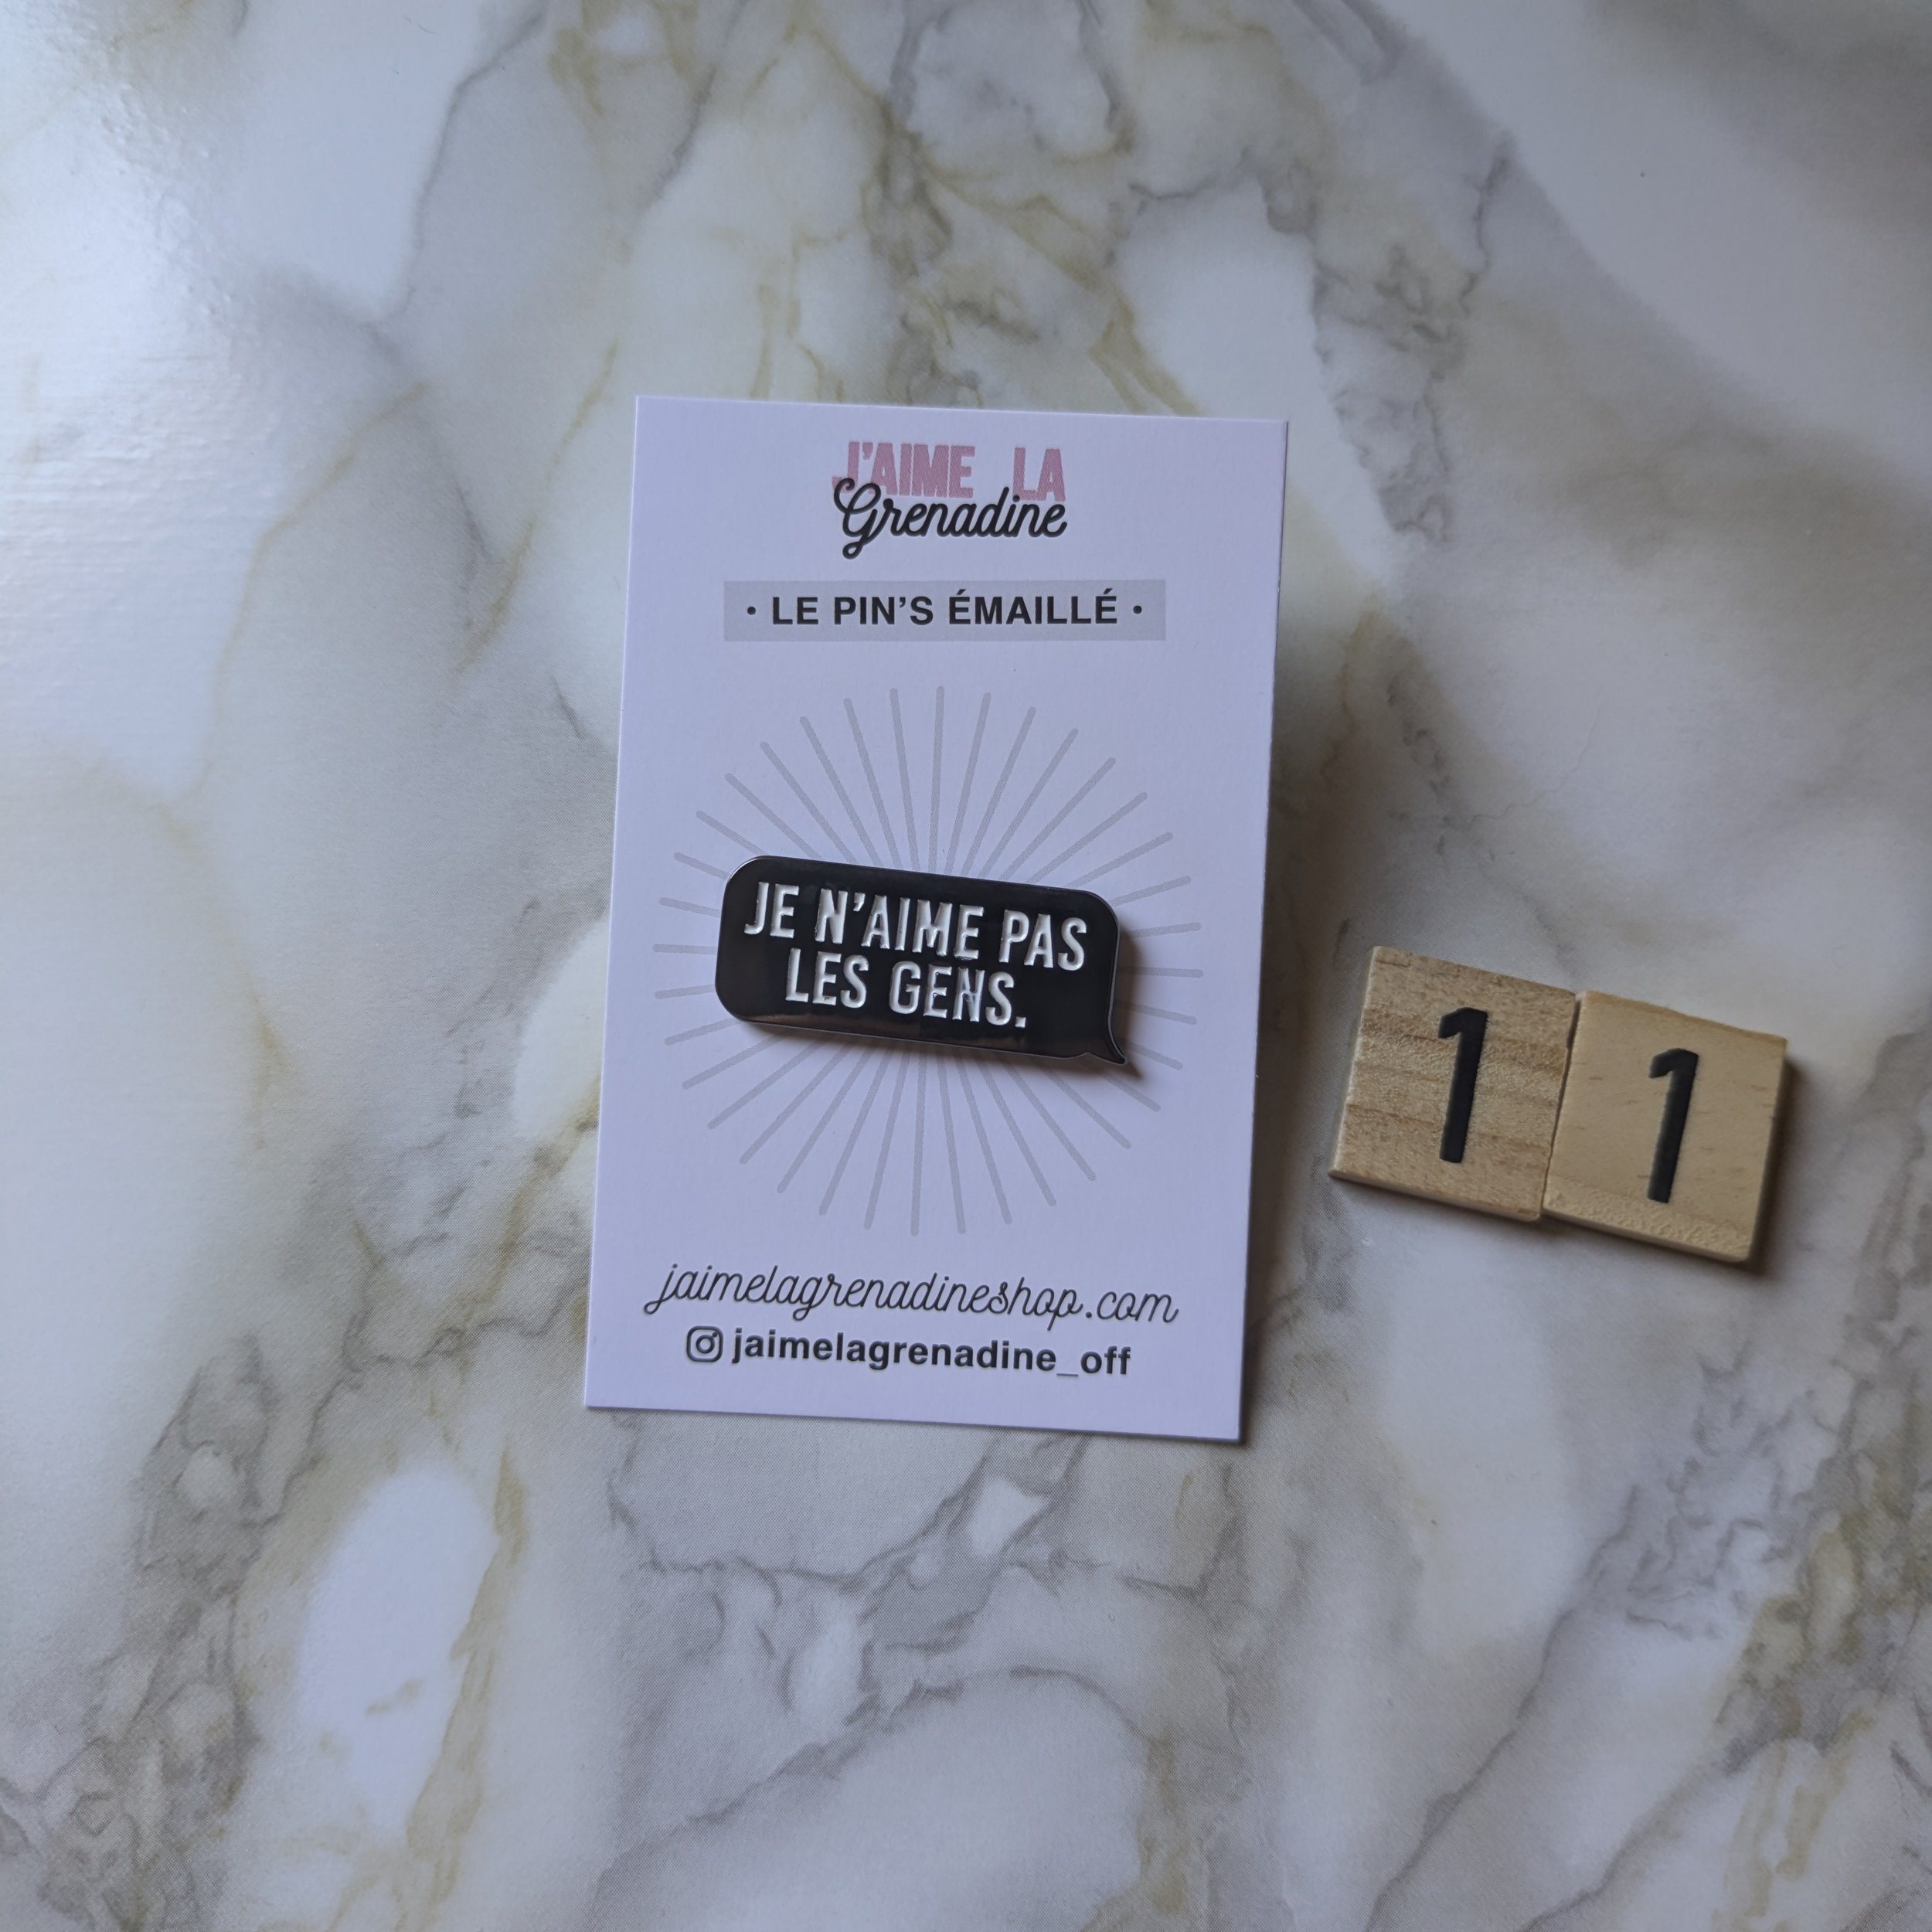 J'AIME LA
Grenadine
• LE PIN'S ÉMAILLÉ •
JE N'AIME PAS
LES GENS.
1 1
jaimelagrenadineshop.com
jaimelagrenadine_off